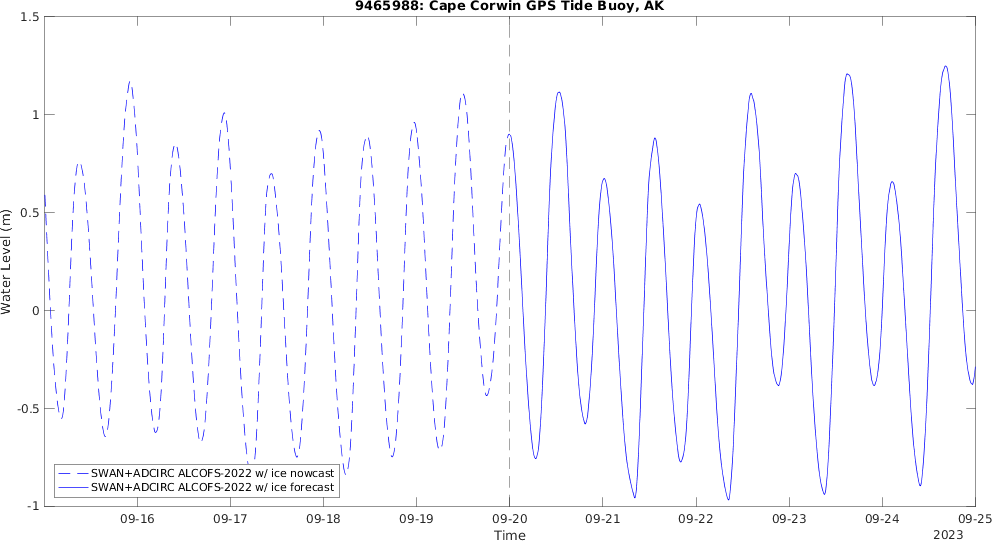 9465988: Cape Corwin GPS Tide Buoy, AK
1.5
1
0.5
0
-0.5
-1
Water Level (m)
SWAN+ADCIRC ALCOFS-2022 w/ ice nowcast
SWAN+ADCIRC ALCOFS-2022 w/ ice forecast
09-16 09-17 09-18 09-19 09-20 09-21 09-22 09-23 09-24 09-25
Time
2023